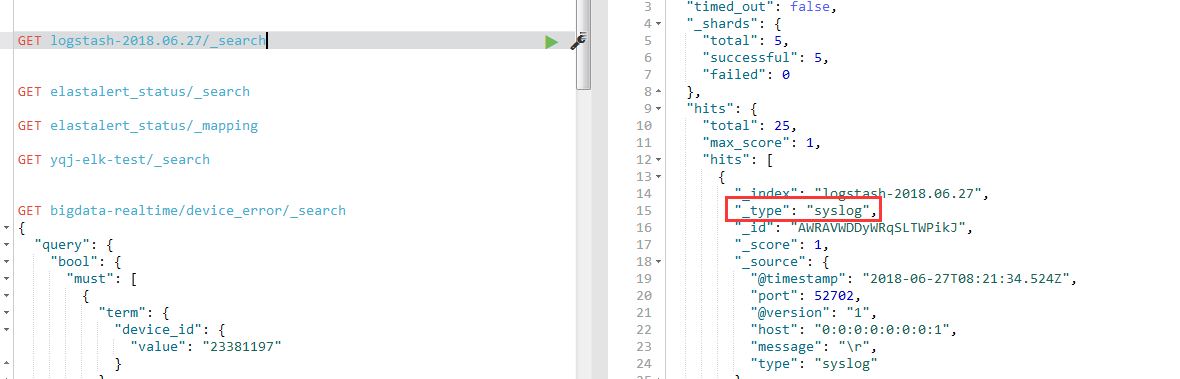 GET logstash-2018.06.27/_search
GET elastalert_status/_search
GET elastalert_status/_mapping
GET yqj-elk-test/_search
GET bigdata-realtime/device_error/_search
{
"query": {
"bool": {
"must": [
{
"term": {
"device_id": {
"value": "23381197"
}
}
3 "timed_out": false,
4 "_shards": {
5 "total": 5,
6 "successful": 5,
7 "failed": 0
8 },
9 "hits": {
10 "total": 25,
11 "max_score": 1,
12 "hits": [
13 {
14 "_index": "logstash-2018.06.27",
15 "_type": "syslog",
16 "_id": "AWRAVWDDyWRqSLTWPikJ",
17 "_score": 1,
18 "_source": {
19 "@timestamp": "2018-06-27T08:21:34.524Z",
20 "port": 52702,
21 "@version": "1",
22 "host": "0:0:0:0:0:0:0:1",
23 "message": "\r",
24 "type": "syslog"
25 }